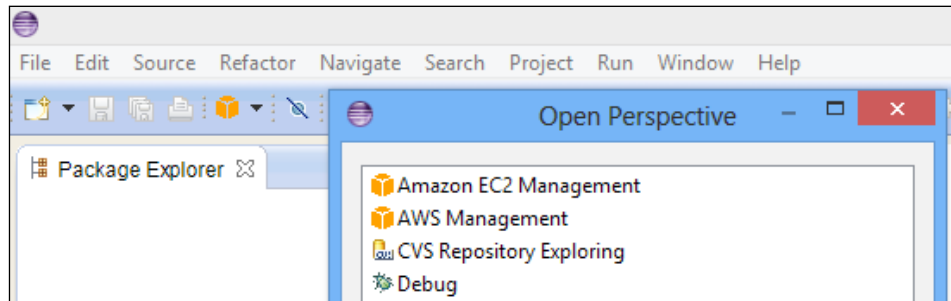 File Edit Source Refactor Navigate Search Project Run Window Help
Open Perspective
Package Explorer
Amazon EC2 Management
AWS Management
CVS Repository Exploring
Debug